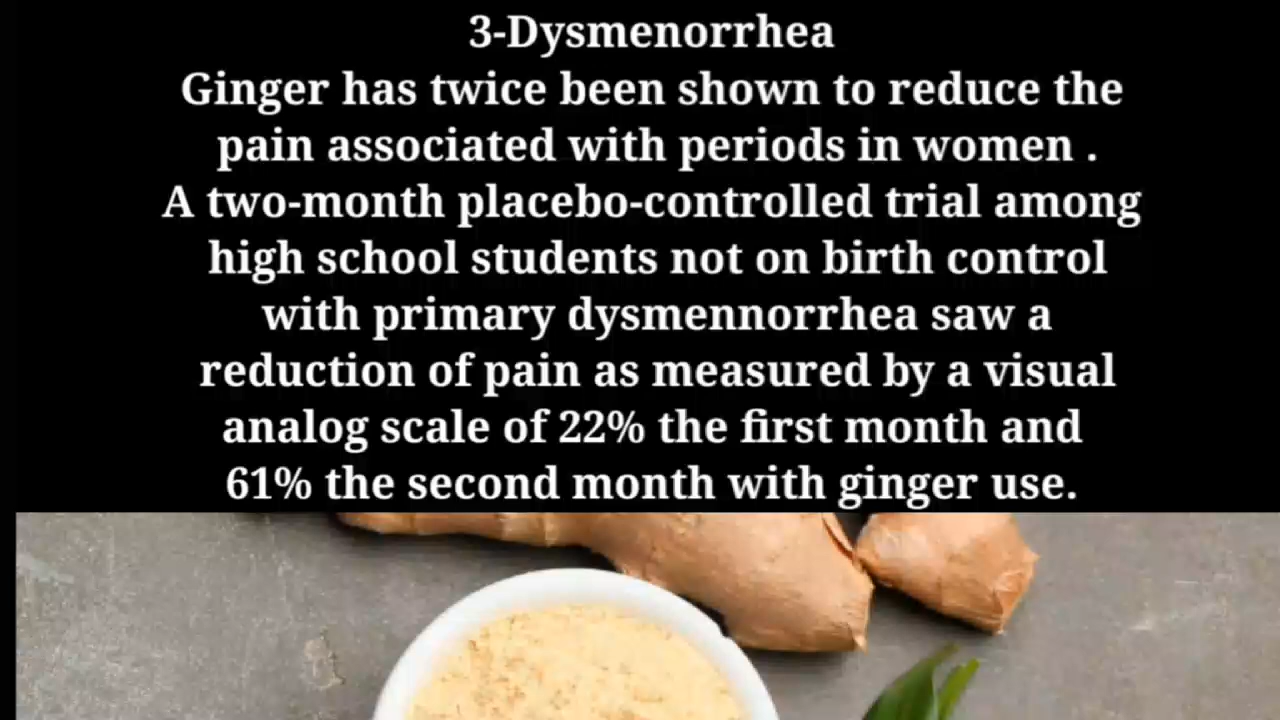 3-Dysmenorrhea
Ginger has twice been shown to reduce the
pain associated with periods in women .
A two-month placebo-controlled trial among
high school students not on birth control
with primary dysmennorrhea saw a
reduction of pain as measured by a visual
analog scale of 22% the first month and
61% the second month with ginger use.